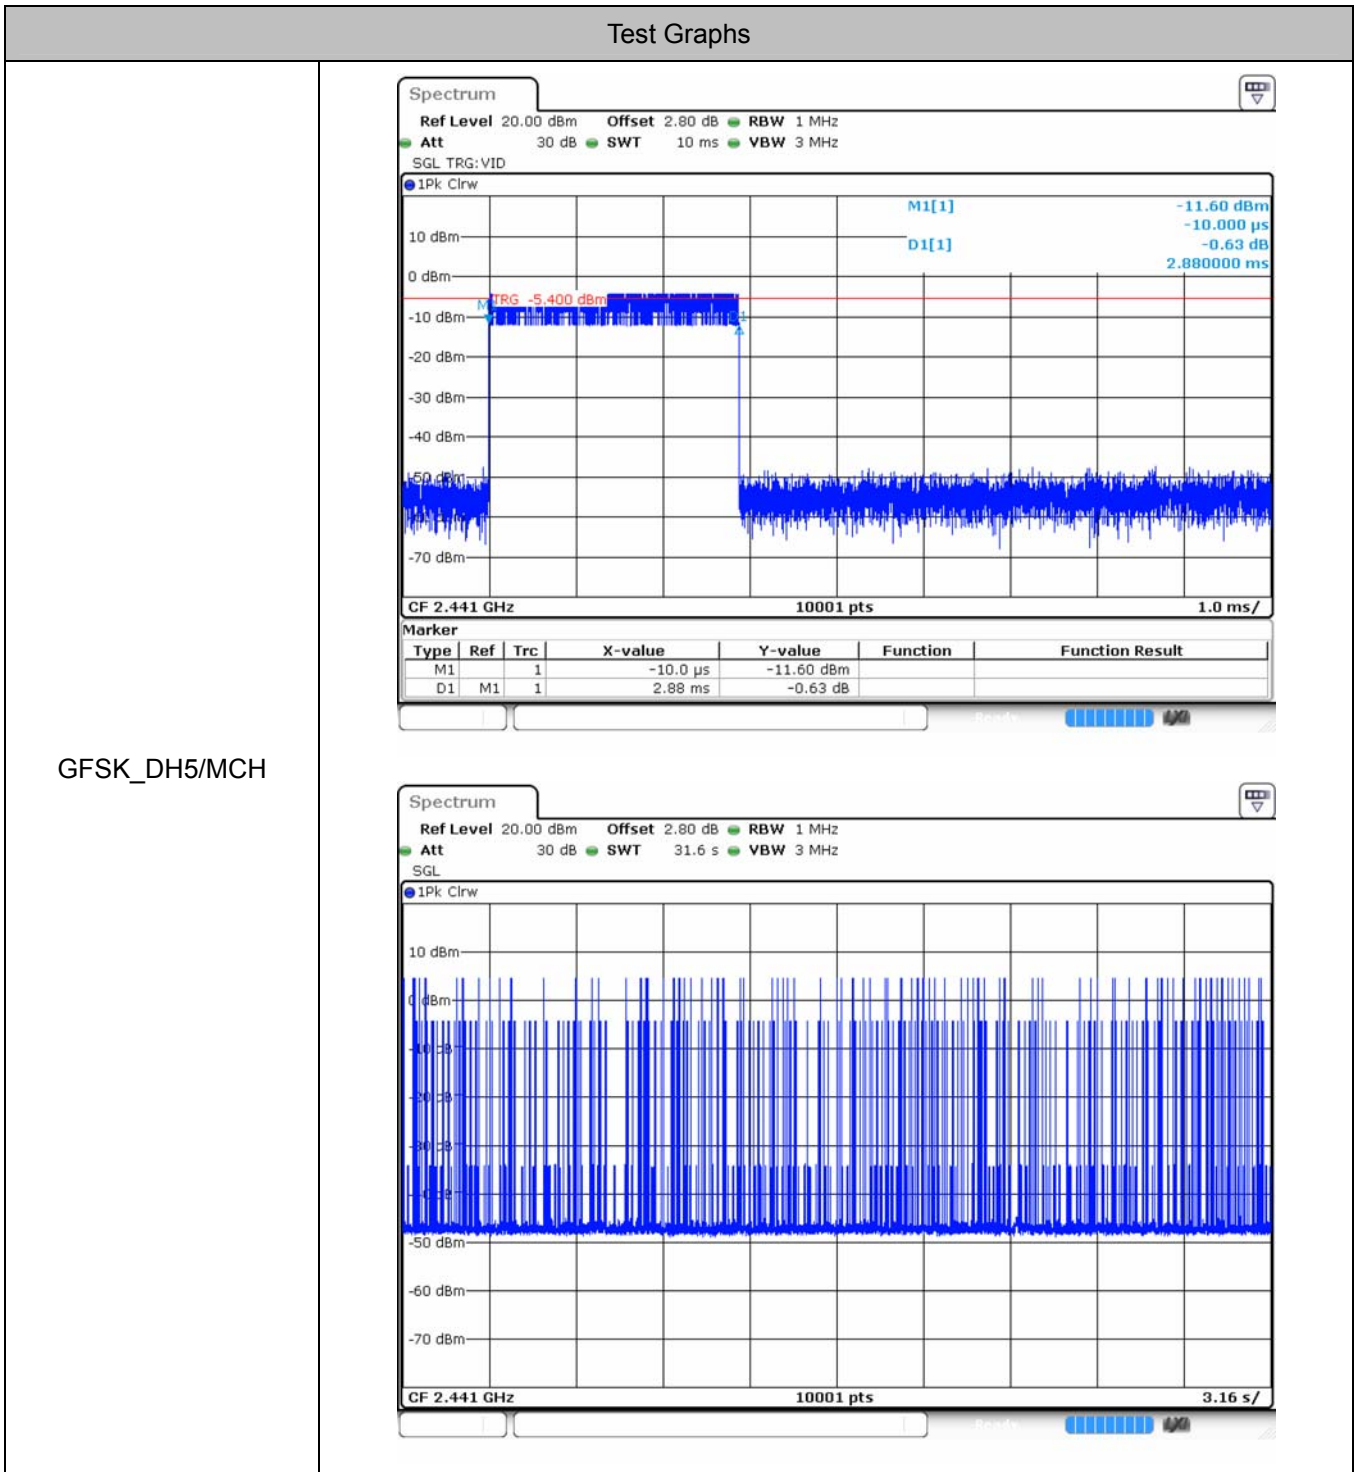 Test Graphs
GFSK_DH5/MCH
Spectrum
Ref Level 20.00 dBm Offset 2.80 dB RBW 1 MHz
Att 30 dB SWT 10 ms VBW 3 MHz
SGL TRG:VID
1Pk Clrw
M1[1] -11.60 dBm
-10.000 µs
D1[1] -0.63 dB
2.880000 ms
10 dBm
0 dBm
TRG -5.400 dBm
-10 dBm
-20 dBm
-30 dBm
-40 dBm
-50 dBm
-70 dBm
CF 2.441 GHz 10001 pts 1.0 ms/
Marker
Type Ref Trc X-value Y-value Function Function Result
M1 1 -10.0 µs -11.60 dBm
D1 M1 1 2.88 ms -0.63 dB
Spectrum
Ref Level 20.00 dBm Offset 2.80 dB RBW 1 MHz
Att 30 dB SWT 31.6 s VBW 3 MHz
SGL
1Pk Clrw
10 dBm
0 dBm
-50 dBm
-60 dBm
-70 dBm
CF 2.441 GHz 10001 pts 3.16 s/